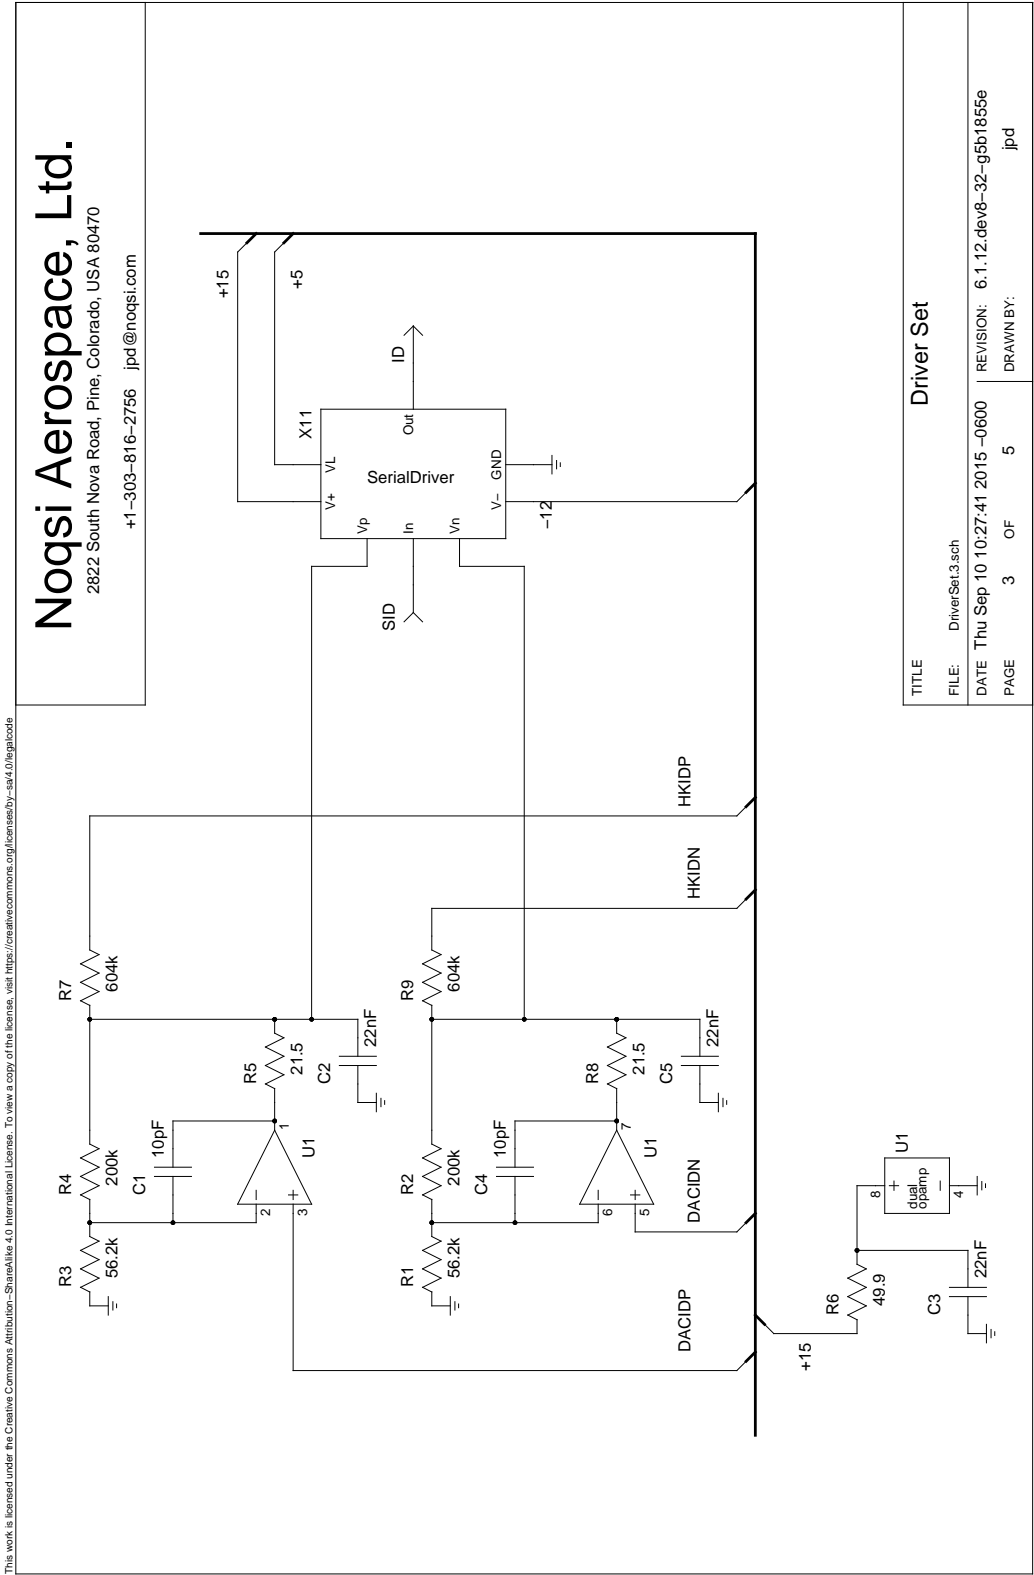 This work is licensed under the Creative Commons Attribution−ShareAlike 4.0 International License. To view a copy of the license, visit https://creativecommons.org/licenses/by−sa/4.0/legalcode
Noqsi Aerospace, Ltd.
2822 South Nova Road, Pine, Colorado, USA 80470
+1−303−816−2756 jpd@noqsi.com
R3
56.2k
R4
200k
R7
604k
C1
10pF
2
3
1
U1
R5
21.5
C2
22nF
R1
56.2k
R2
200k
R9
604k
C4
10pF
6
5
7
U1
R8
21.5
C5
22nF
DACIDP
DACIDN
HKIDN
HKIDP
+15
+5
X11
V+
VL
Vp
In
Vn
SerialDriver
Out
V−
GND
−12
SID
ID
+15
R6
49.9
C3
22nF
8
+
dual
opamp
−
4
U1
TITLE
Driver Set
FILE: DriverSet.3.sch
DATE Thu Sep 10 10:27:41 2015 −0600
REVISION: 6.1.12.dev8−32−g5b1855e
PAGE 3 OF 5
DRAWN BY: jpd